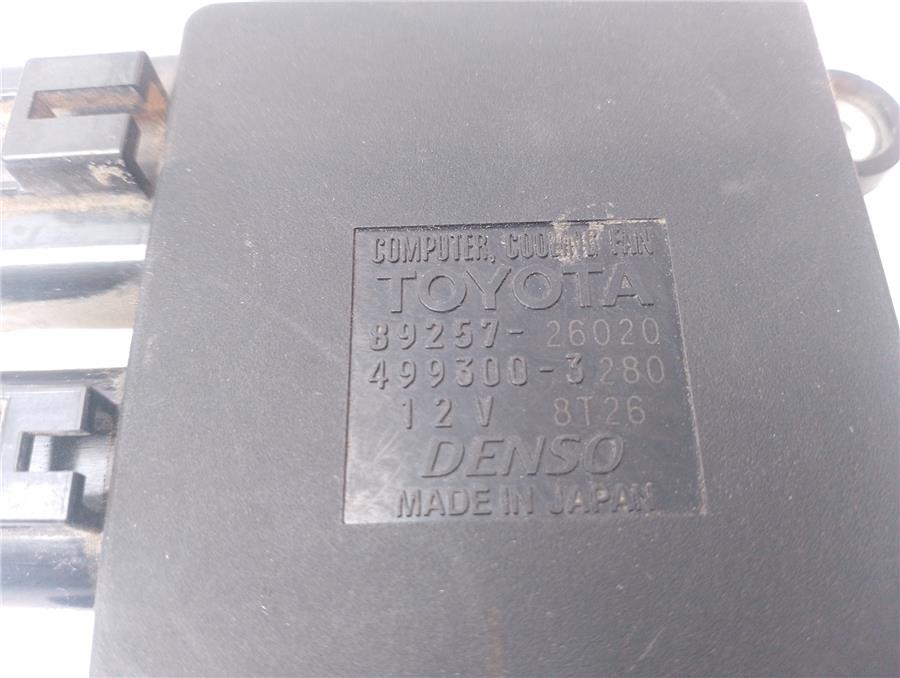 COMPUTER, COOLING FAN
TOYOTA
89257-26020
499300-3280
12V 8T26
DENSO
MADE IN JAPAN